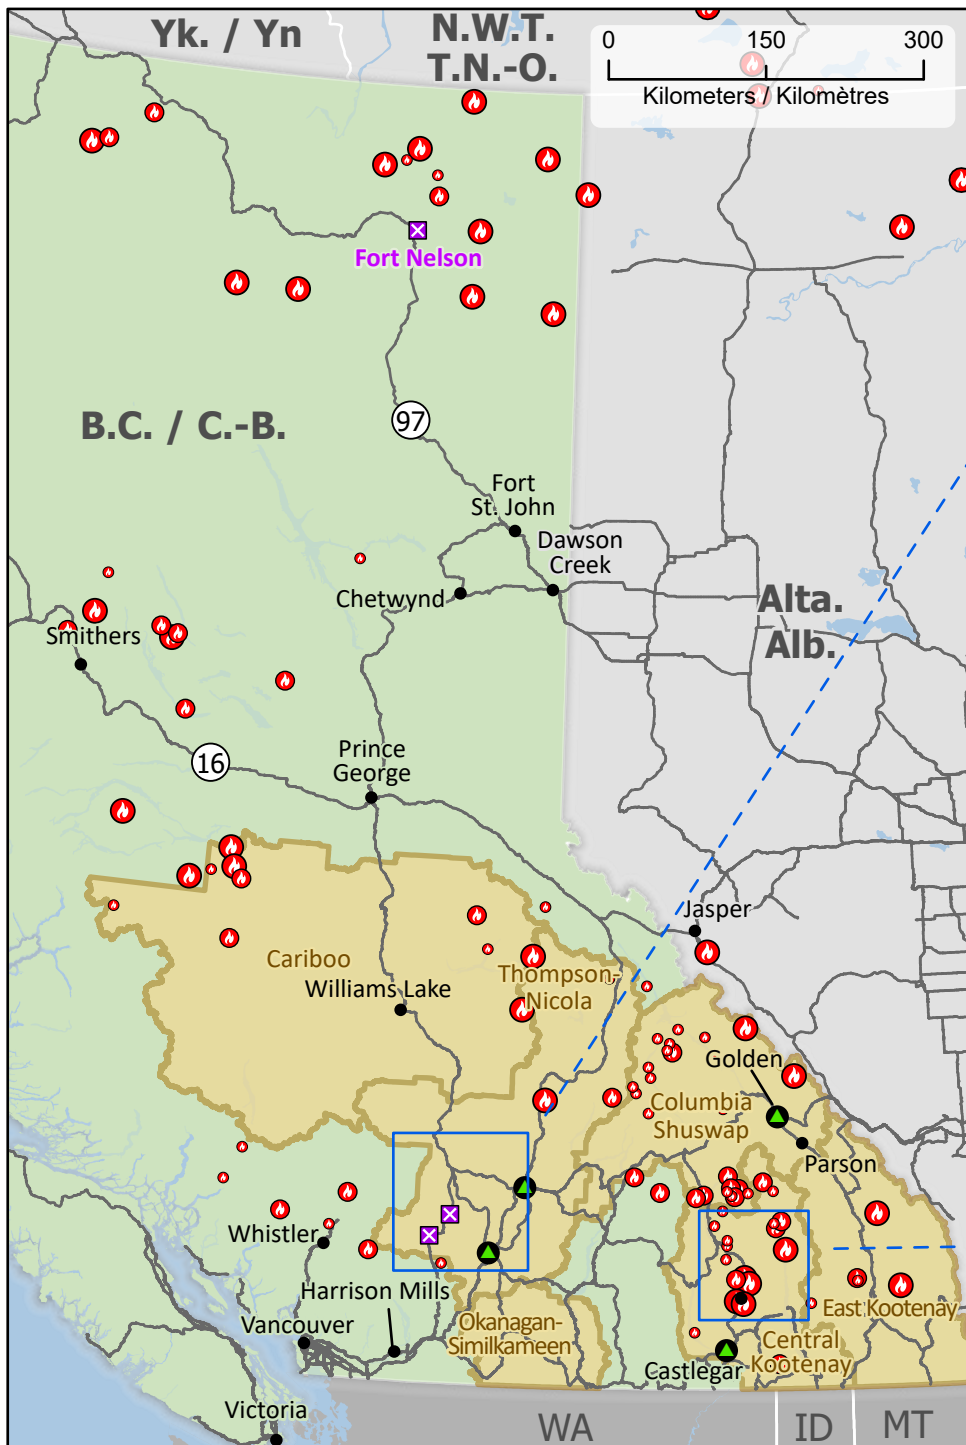 Yk. / Yn
N.W.T.
T.N.-O.
0 150 300
Kilometers / Kilomètres
Fort Nelson
B.C. / C.-B.
97
Fort
St. John
Dawson
Creek
Chetwynd
Alta.
Alb.
Smithers
Prince
George
16
Jasper
Cariboo
Thompson-
Nicola
Williams Lake
Golden
Columbia
Shuswap
Parson
Whistler
Harrison Mills
Vancouver
Okanagan-
Similkameen
East Kootenay
Central
Kootenay
Castlegar
Victoria
WA
ID
MT